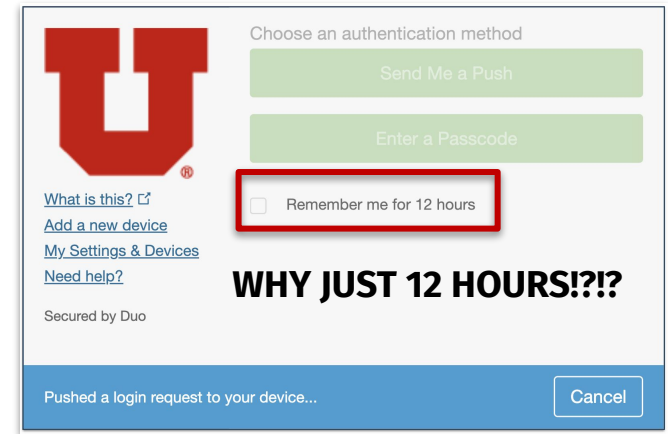 U
®
What is this?
Add a new device
My Settings & Devices
Need help?
Secured by Duo
Choose an authentication method
Send Me a Push
Enter a Passcode
Remember me for 12 hours
WHY JUST 12 HOURS!?!?
Pushed a login request to your device...
Cancel